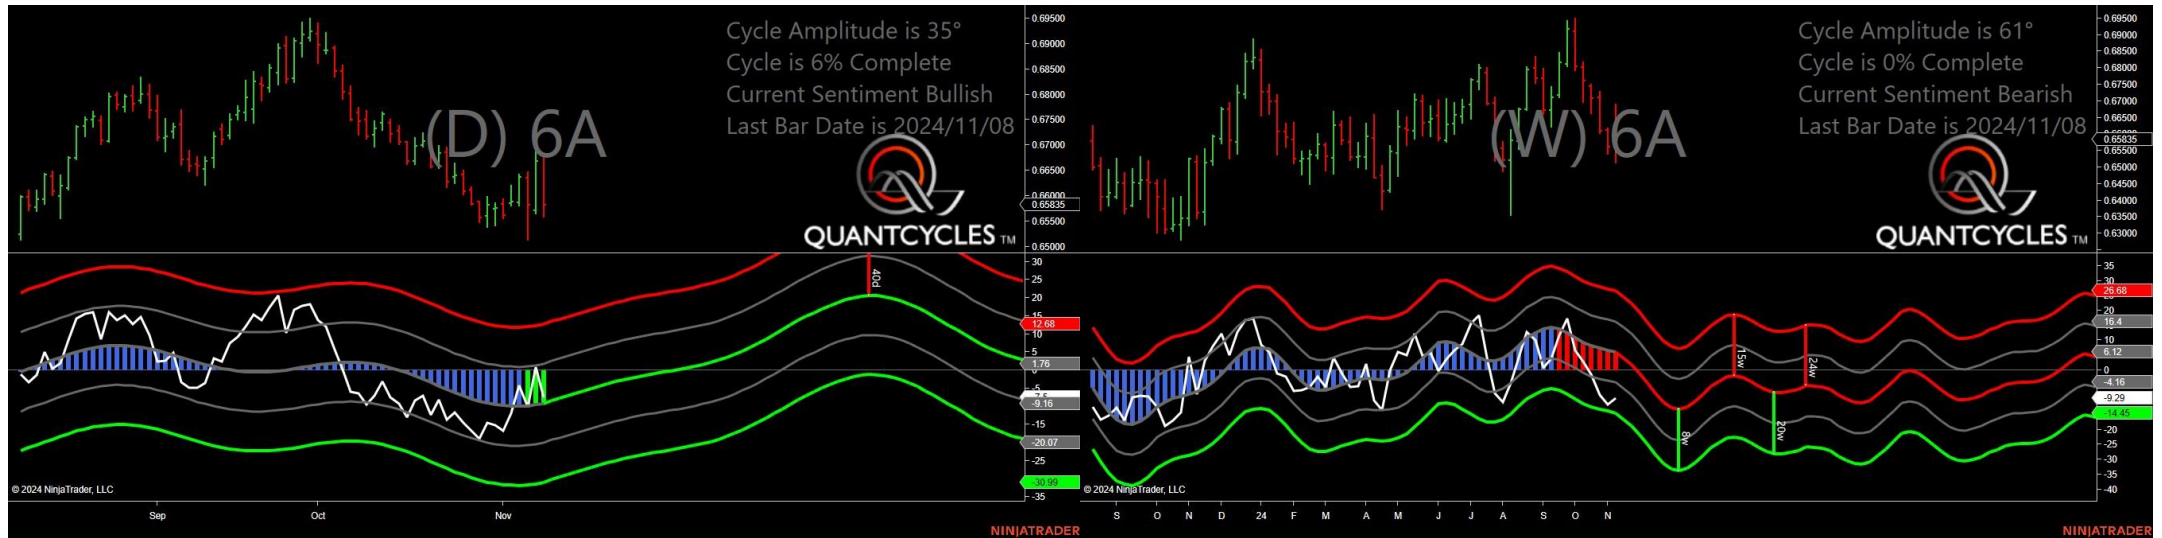 Cycle Amplitude is 35°
Cycle is 6% Complete
Current Sentiment Bullish
Last Bar Date is 2024/11/08
(D) 6A
QUANTCYCLES TM
0.69500
0.69000
0.68500
0.68000
0.67500
0.67000
0.66500
0.66000
0.65835
0.65500
0.65000
40d
30
25
20
15
12.68
10
5
1.76
0
-5
-9.16
-15
-20.07
-25
-30.99
-35
© 2024 NinjaTrader, LLC
Sep
Oct
Nov
NINJATRADER
Cycle Amplitude is 61°
Cycle is 0% Complete
Current Sentiment Bearish
Last Bar Date is 2024/11/08
(W) 6A
QUANTCYCLES TM
0.69500
0.69000
0.68500
0.68000
0.67500
0.67000
0.66500
0.65835
0.65500
0.65000
0.64500
0.64000
0.63500
0.63000
15w
24w
8w
20w
35
26.68
20
16.4
10
6.12
0
-4.16
-9.29
-14.45
-20
-25
-30
-35
-40
© 2024 NinjaTrader, LLC
S
O
N
D
24
F
M
A
M
J
J
A
S
O
N
NINJATRADER